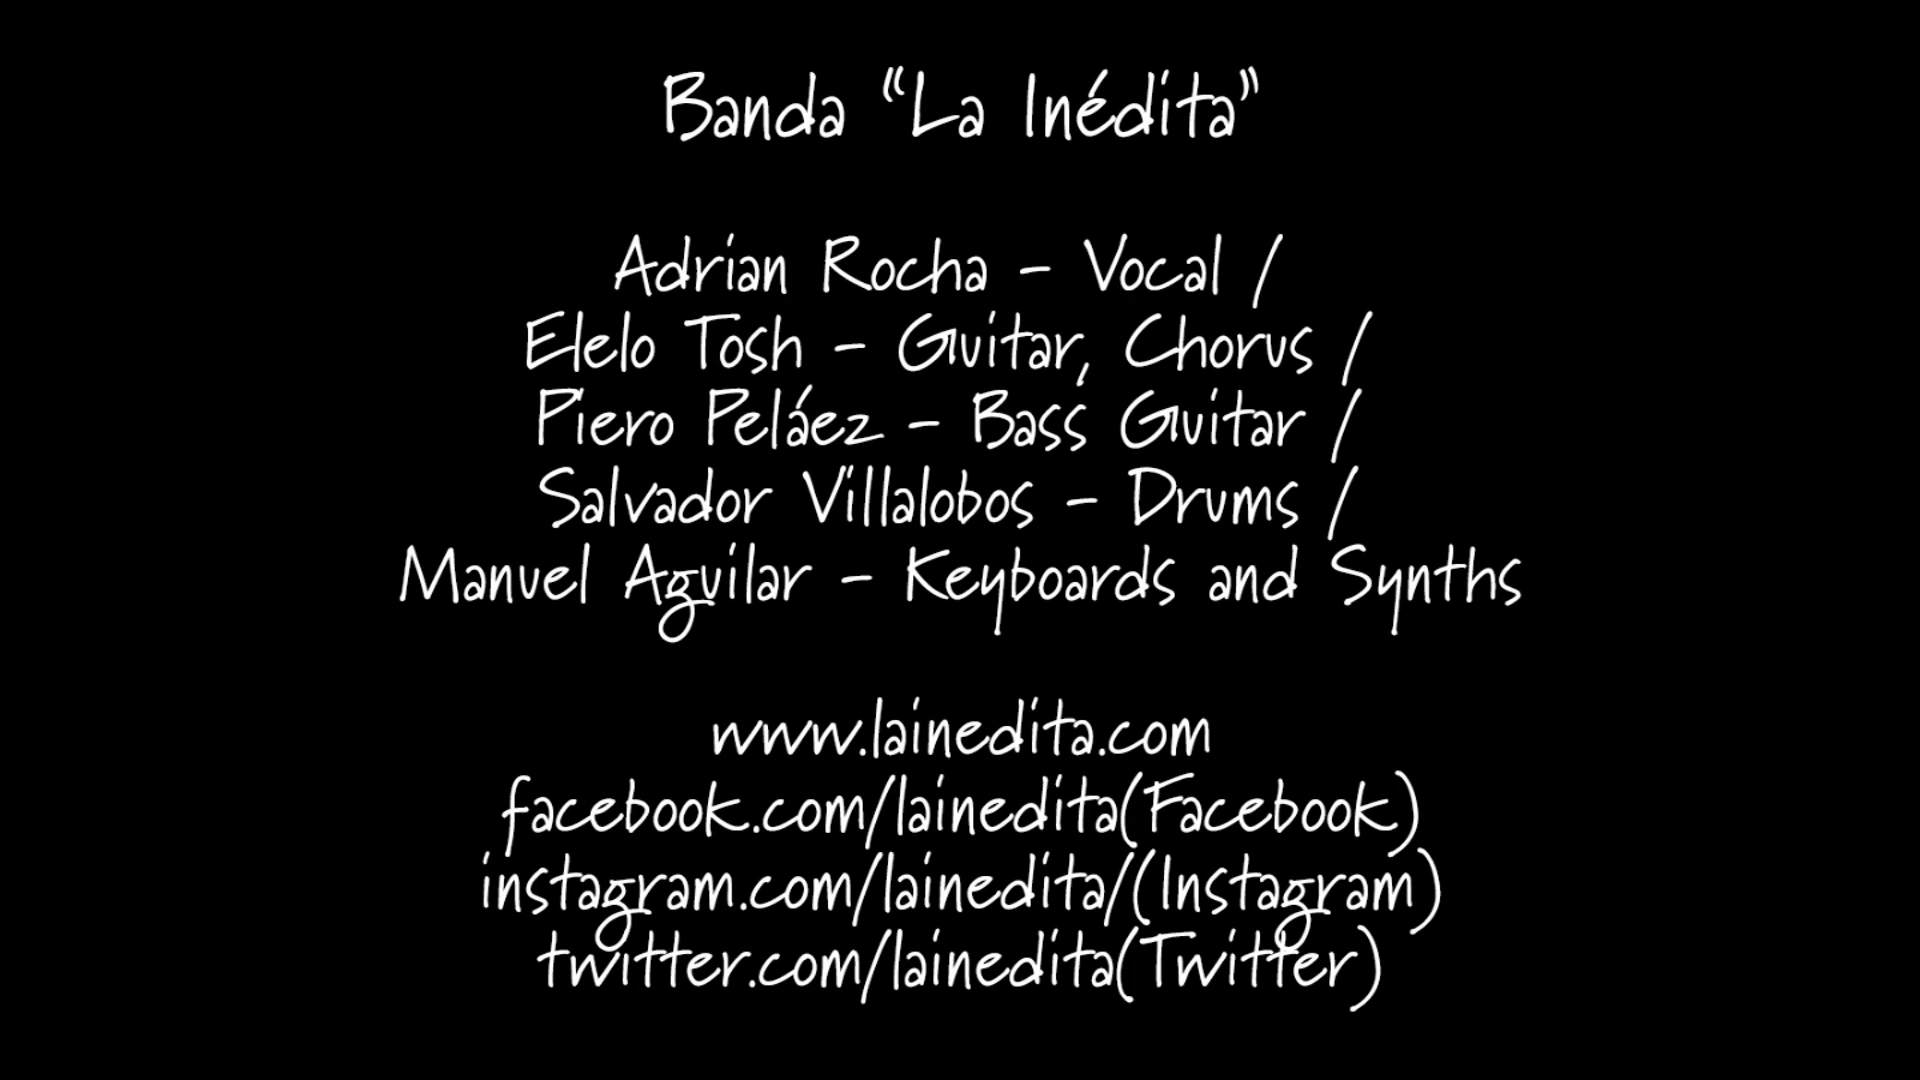 Banda “La Inédita”
Adrian Rocha - Vocal /
Elelo Tosh - Guitar, Chorus /
Piero Peláez - Bass Guitar /
Salvador Villalobos - Drums /
Manuel Aguilar - Keyboards and Synths
www.lainedita.com
facebook.com/lainedita(Facebook)
instagram.com/lainedita/(Instagram)
twitter.com/lainedita(Twitter)